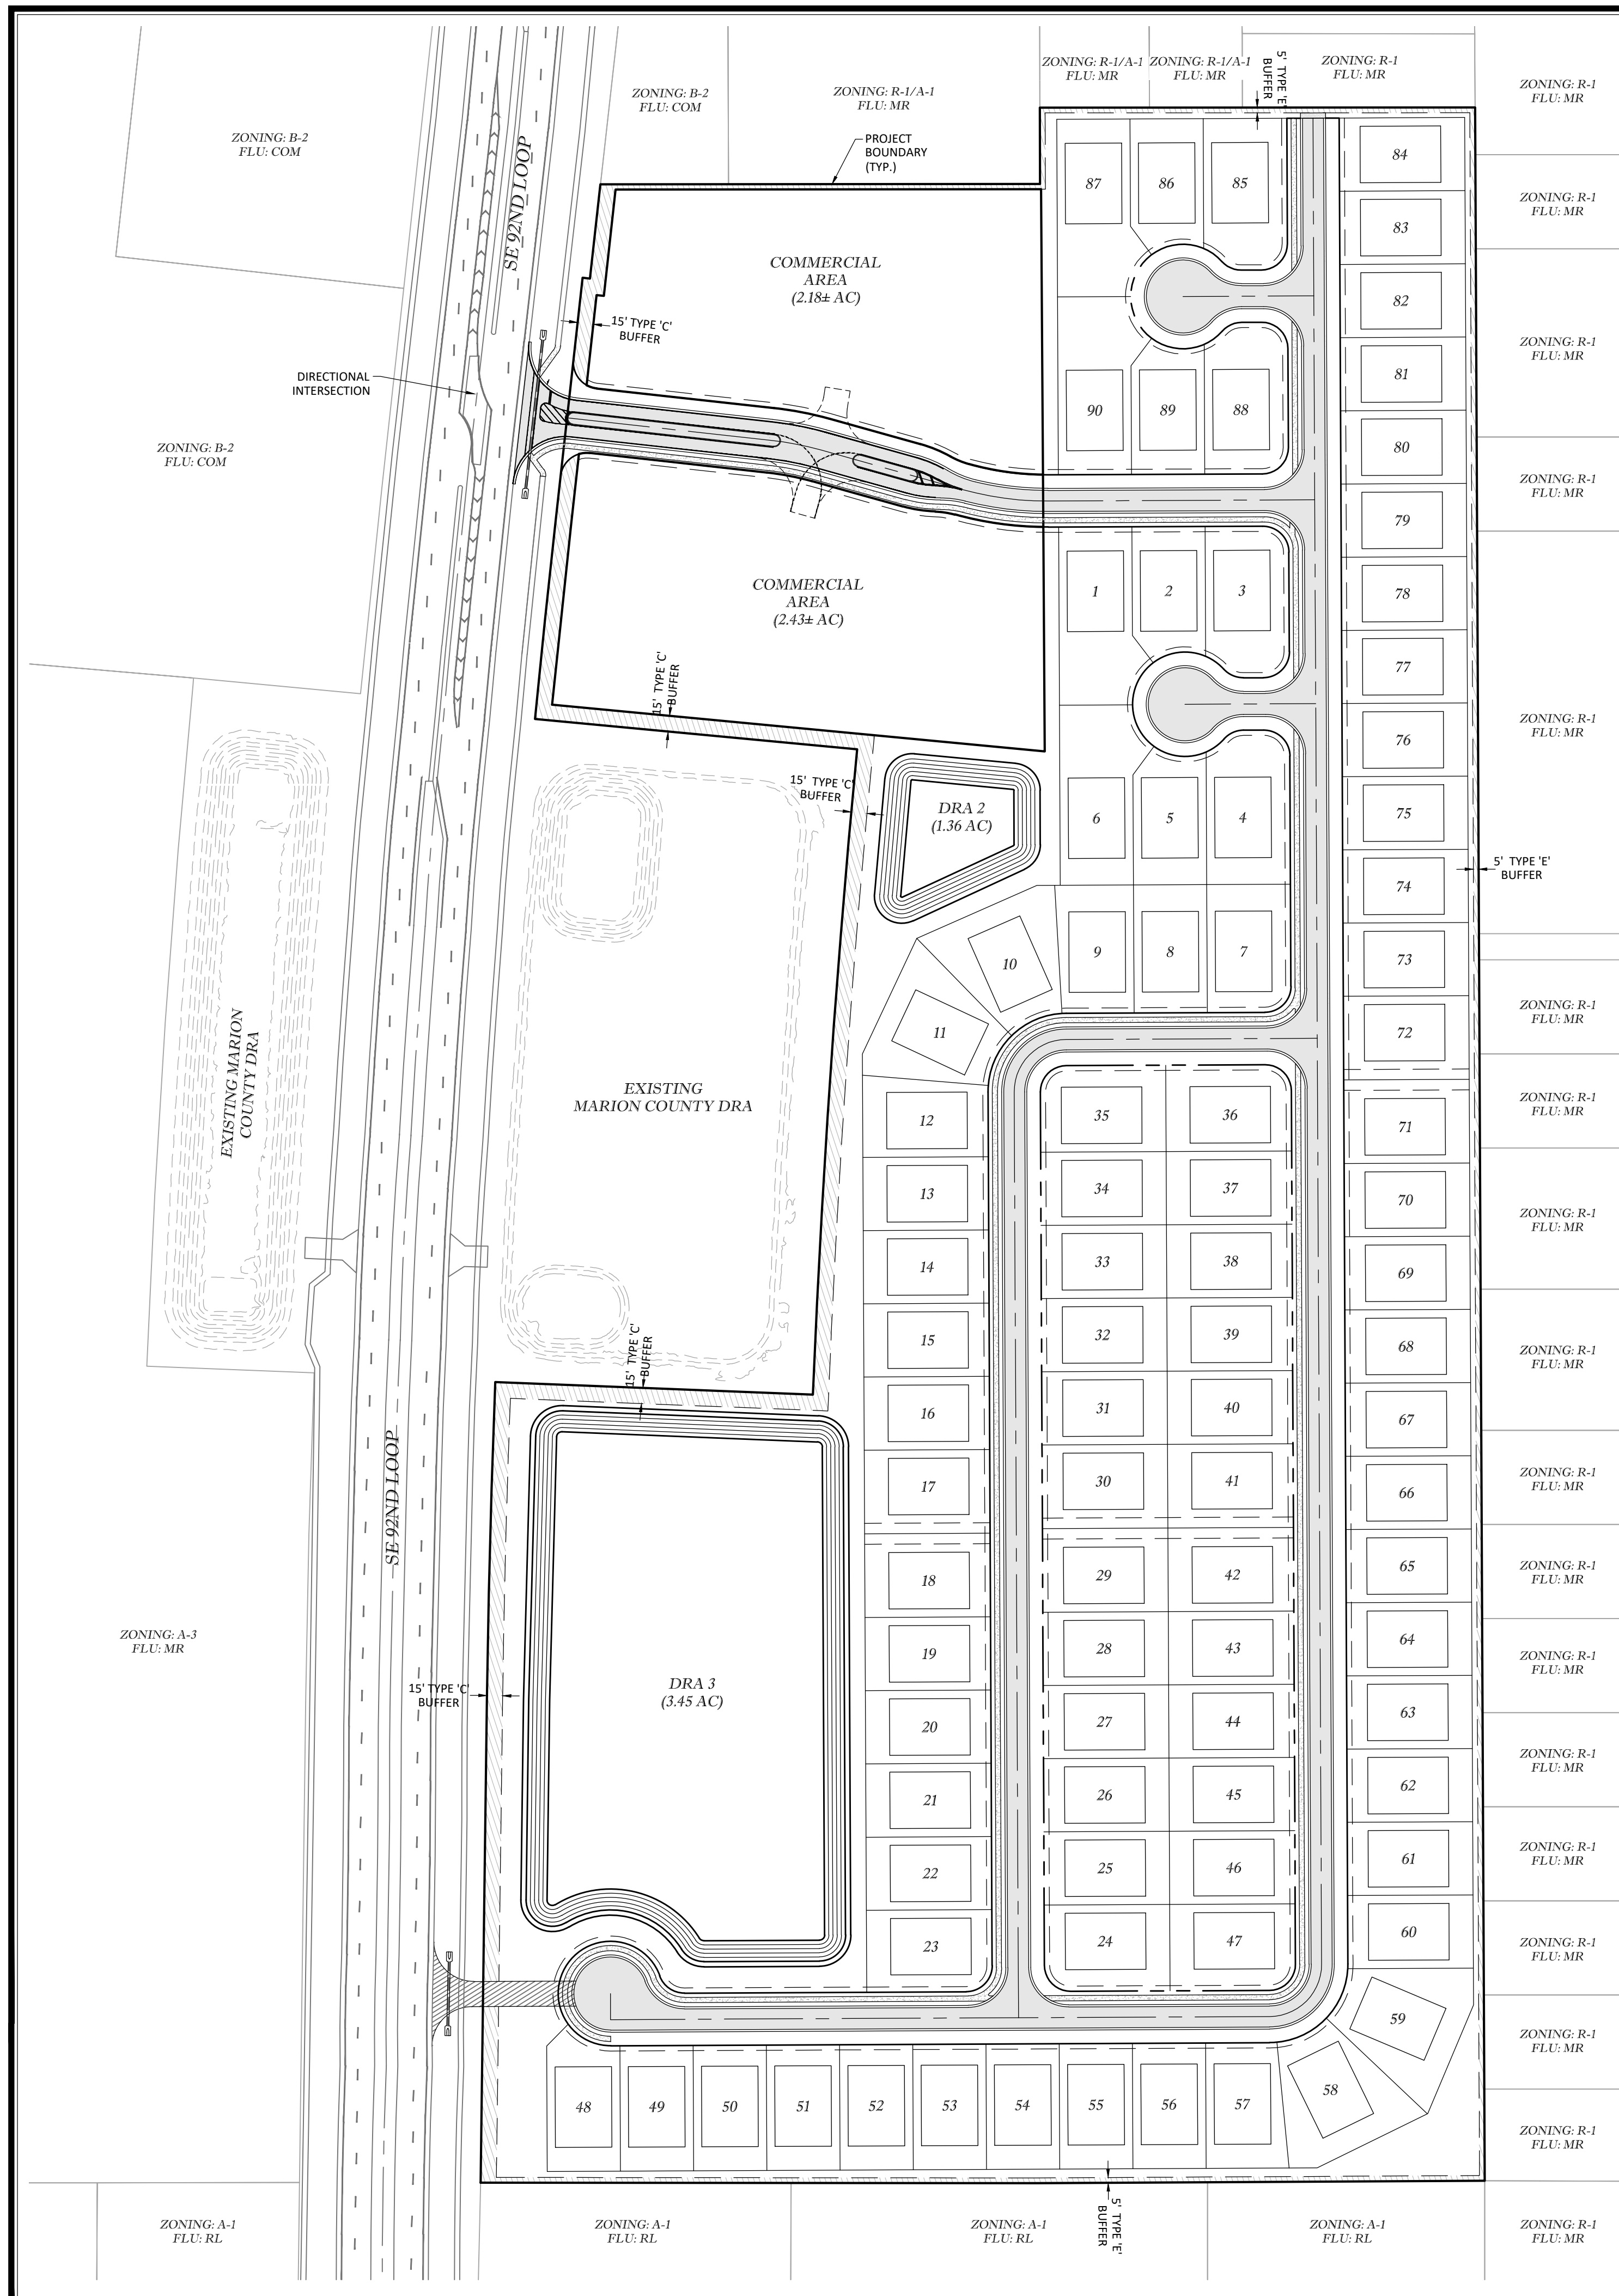 ZONING: R-1/A-1
FLU: MR
ZONING: R-1/A-1
FLU: MR
5' TYPE 'E'
BUFFER
ZONING: R-1
FLU: MR
ZONING: R-1
FLU: MR
ZONING: B-2
FLU: COM
ZONING: R-1/A-1
FLU: MR
ZONING: B-2
FLU: COM
SE 92ND LOOP
PROJECT
BOUNDARY
(TYP.)
87
86
85
84
ZONING: R-1
FLU: MR
83
COMMERCIAL
AREA
(2.18± AC)
82
15' TYPE 'C'
BUFFER
ZONING: R-1
FLU: MR
DIRECTIONAL
INTERSECTION
81
90
89
88
80
ZONING: B-2
FLU: COM
ZONING: R-1
FLU: MR
79
COMMERCIAL
AREA
(2.43± AC)
1
2
3
78
77
15' TYPE 'C'
BUFFER
76
ZONING: R-1
FLU: MR
15' TYPE 'C'
BUFFER
DRA 2
(1.36 AC)
6
5
4
75
74
5' TYPE 'E'
BUFFER
10
9
8
7
73
11
72
ZONING: R-1
FLU: MR
EXISTING MARION
COUNTY DRA
EXISTING
MARION COUNTY DRA
12
35
36
71
ZONING: R-1
FLU: MR
13
34
37
70
ZONING: R-1
FLU: MR
14
33
38
69
15
32
39
68
ZONING: R-1
FLU: MR
15' TYPE 'C'
BUFFER
16
31
40
67
17
30
41
66
ZONING: R-1
FLU: MR
SE 92ND LOOP
18
29
42
65
ZONING: R-1
FLU: MR
ZONING: A-3
FLU: MR
19
28
43
64
ZONING: R-1
FLU: MR
15' TYPE 'C'
BUFFER
DRA 3
(3.45 AC)
20
27
44
63
ZONING: R-1
FLU: MR
21
26
45
62
22
25
46
61
ZONING: R-1
FLU: MR
23
24
47
60
ZONING: R-1
FLU: MR
59
ZONING: R-1
FLU: MR
48
49
50
51
52
53
54
55
56
57
58
ZONING: R-1
FLU: MR
ZONING: A-1
FLU: RL
ZONING: A-1
FLU: RL
ZONING: A-1
FLU: RL
5' TYPE 'E'
BUFFER
ZONING: A-1
FLU: RL
ZONING: R-1
FLU: MR